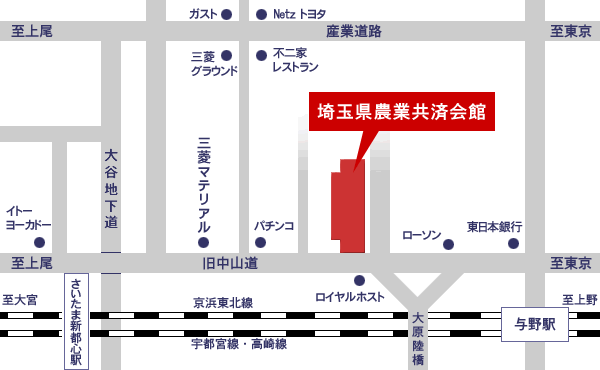 ガスト
Netz トヨタ
至上尾
産業道路
至東京
三菱
グラウンド
不二家
レストラン
埼玉県農業共済会館
大谷地下道
三菱マテリアル
イトー
ヨーカドー
パチンコ
ローソン
東日本銀行
至上尾
旧中山道
至東京
さいたま新都心駅
ロイヤルホスト
至大宮
京浜東北線
至上野
大原陸橋
与野駅
宇都宮線・高崎線